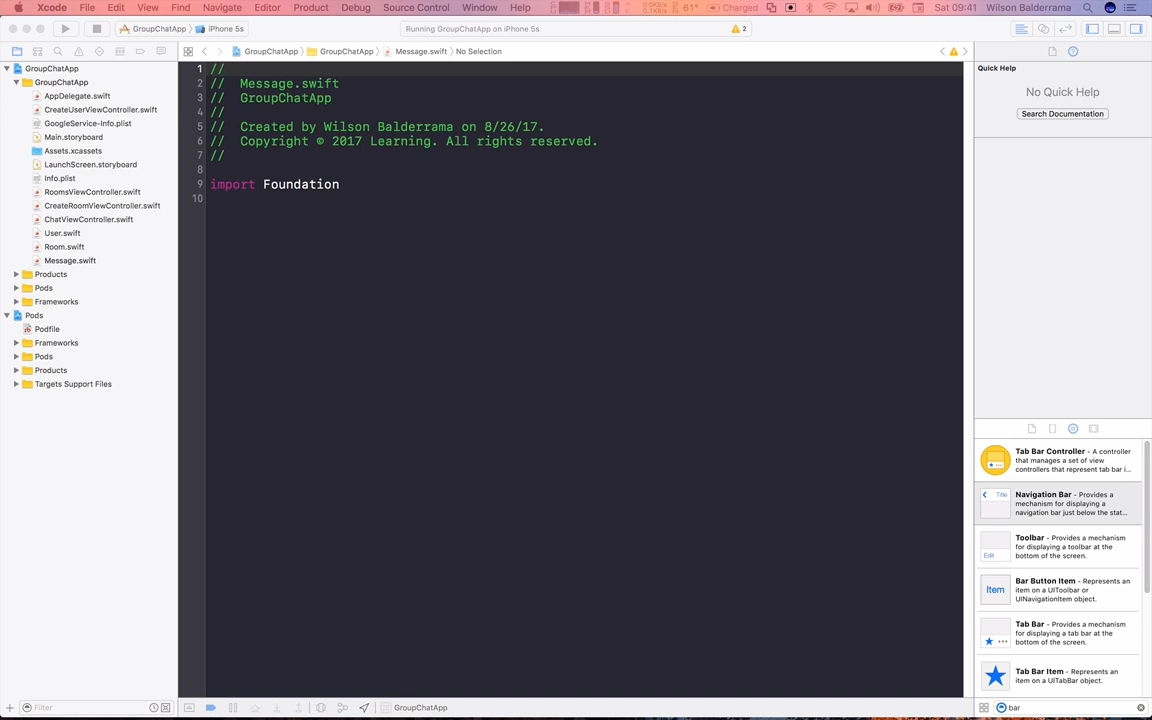 Xcode File Edit View Find Navigate Editor Product Debug Source Control Window Help 61° Charged Sat 09:41 Wilson Balderrama
GroupChatApp iPhone 5s Running GroupChatApp on iPhone 5s 2
GroupChatApp GroupChatApp Message.swift No Selection
GroupChatApp
GroupChatApp
AppDelegate.swift
CreateUserViewController.swift
GoogleService-Info.plist
Main.storyboard
Assets.xcassets
LaunchScreen.storyboard
Info.plist
RoomsViewController.swift
CreateRoomViewController.swift
ChatViewController.swift
User.swift
Room.swift
Message.swift
Products
Pods
Frameworks
Pods
Podfile
Frameworks
Pods
Products
Targets Support Files
Filter
1 //
2 //  Message.swift
3 //  GroupChatApp
4 //
5 //  Created by Wilson Balderrama on 8/26/17.
6 //  Copyright © 2017 Learning. All rights reserved.
7 //
8
9 import Foundation
10
GroupChatApp
Quick Help
No Quick Help
Search Documentation
Tab Bar Controller - A controller
that manages a set of view
controllers that represent tab bar i...
Navigation Bar - Provides a
mechanism for displaying a
navigation bar just below the stat...
Toolbar - Provides a mechanism
for displaying a toolbar at the
bottom of the screen.
Bar Button Item - Represents an
item on a UIToolbar or
UINavigationItem object.
Tab Bar - Provides a mechanism
for displaying a tab bar at the
bottom of the screen.
Tab Bar Item - Represents an
item on a UITabBar object.
Title
Edit
Item
bar